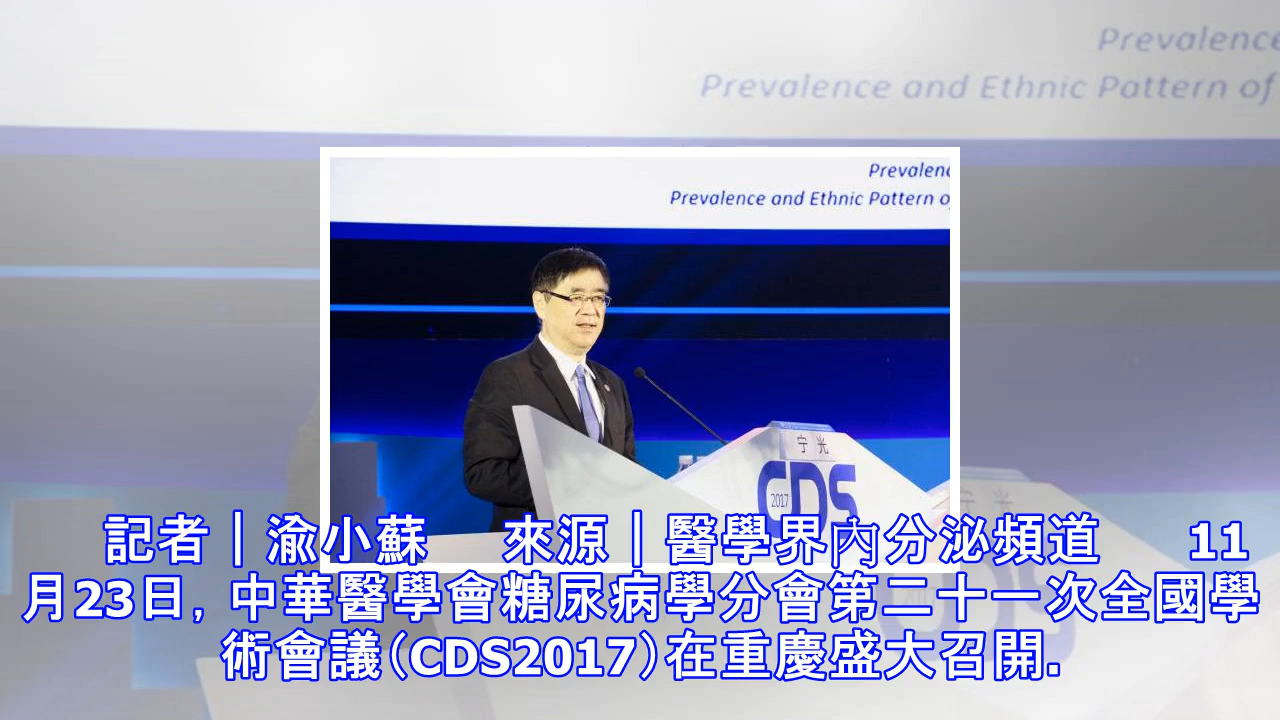 Prevalence
Prevalence and Ethnic Pattern of
Prevalen
Prevalence and Ethnic Pattern o
宁光
2017
CDS
記者｜渝小蘇 來源｜醫學界內分泌頻道 11
月23日, 中華醫學會糖尿病學分會第二十一次全國學
術會議(CDS2017)在重慶盛大召開.